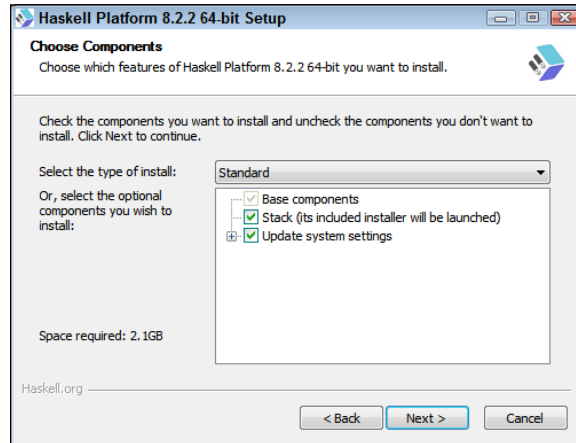 Haskell Platform 8.2.2 64-bit Setup
Choose Components
Choose which features of Haskell Platform 8.2.2 64-bit you want to install.
Check the components you want to install and uncheck the components you don't want to
install. Click Next to continue.
Select the type of install:
Standard
Or, select the optional
components you wish to
install:
Base components
Stack (its included installer will be launched)
Update system settings
Space required: 2.1GB
Haskell.org
< Back
Next >
Cancel